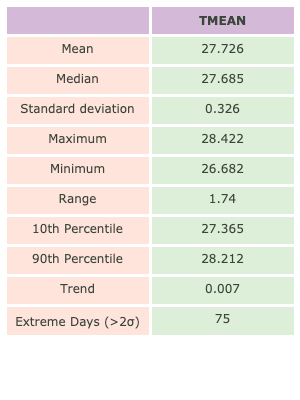 TMEAN
Mean 27.726
Median 27.685
Standard deviation 0.326
Maximum 28.422
Minimum 26.682
Range 1.74
10th Percentile 27.365
90th Percentile 28.212
Trend 0.007
Extreme Days (>2σ) 75